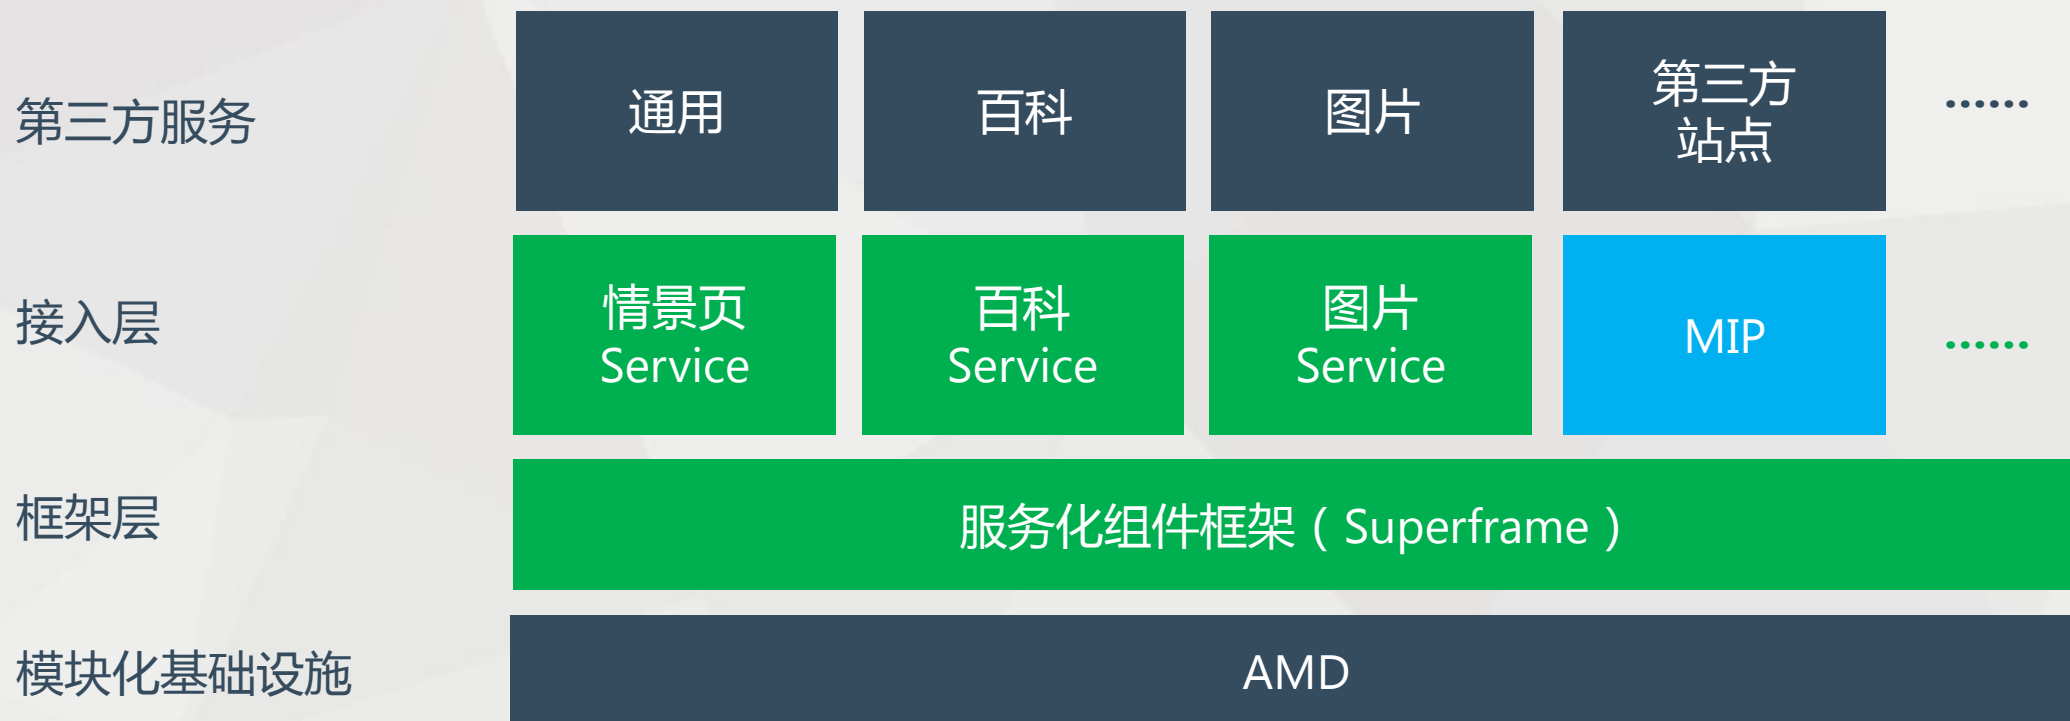 第三方服务
通用
百科
图片
第三方
站点
······
接入层
情景页
Service
百科
Service
图片
Service
MIP
······
框架层
服务化组件框架（Superframe）
模块化基础设施
AMD